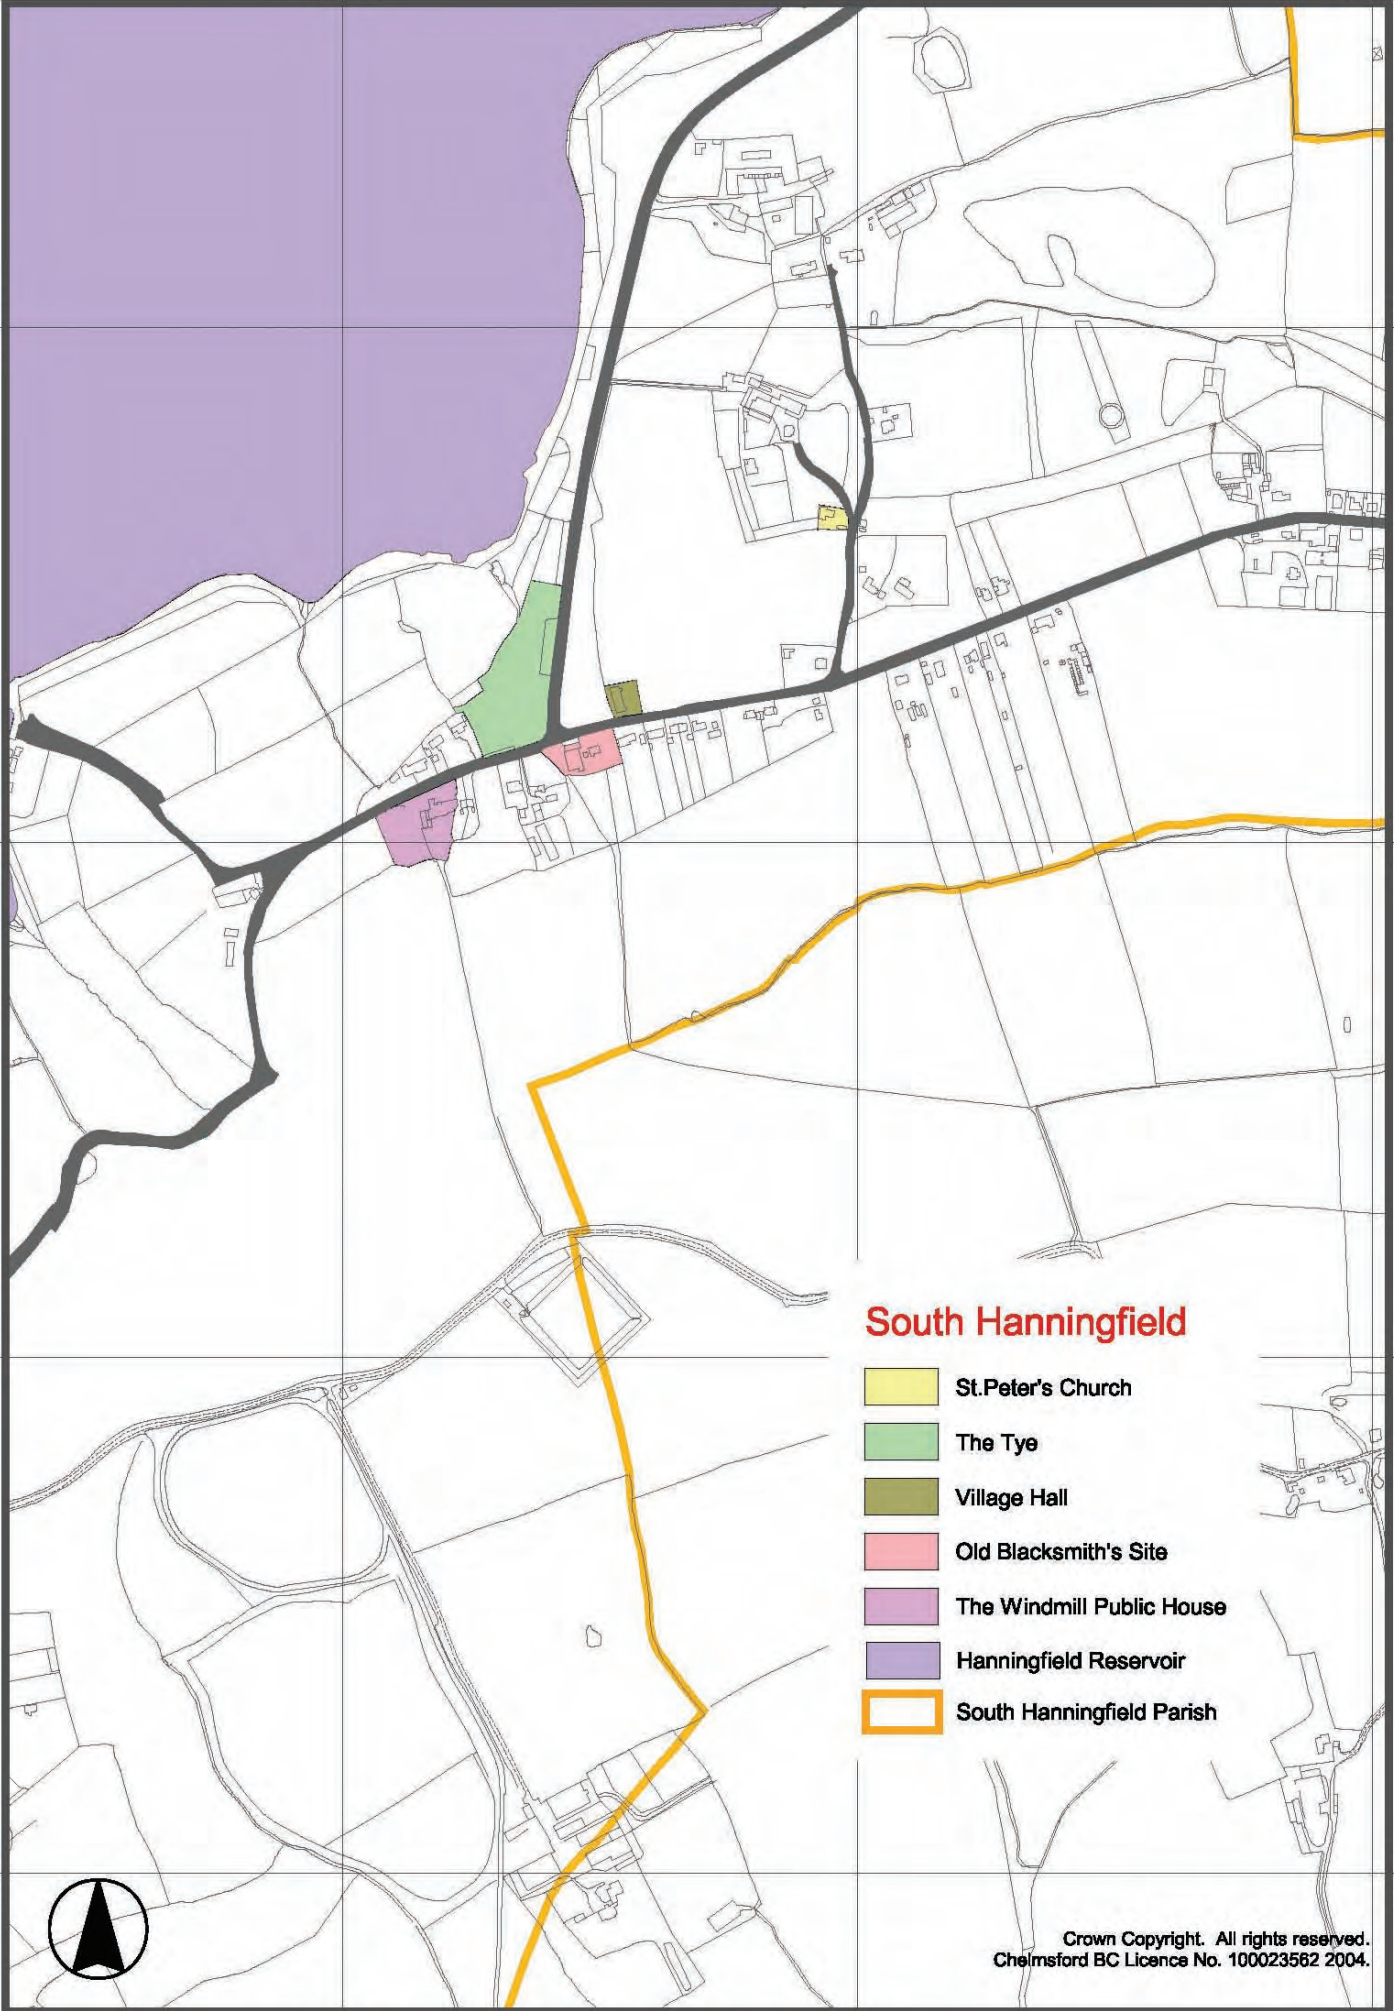 South Hanningfield
St.Peter's Church
The Tye
Village Hall
Old Blacksmith's Site
The Windmill Public House
Hanningfield Reservoir
South Hanningfield Parish
Crown Copyright. All rights reserved.
Chelmsford BC Licence No. 100023562 2004.